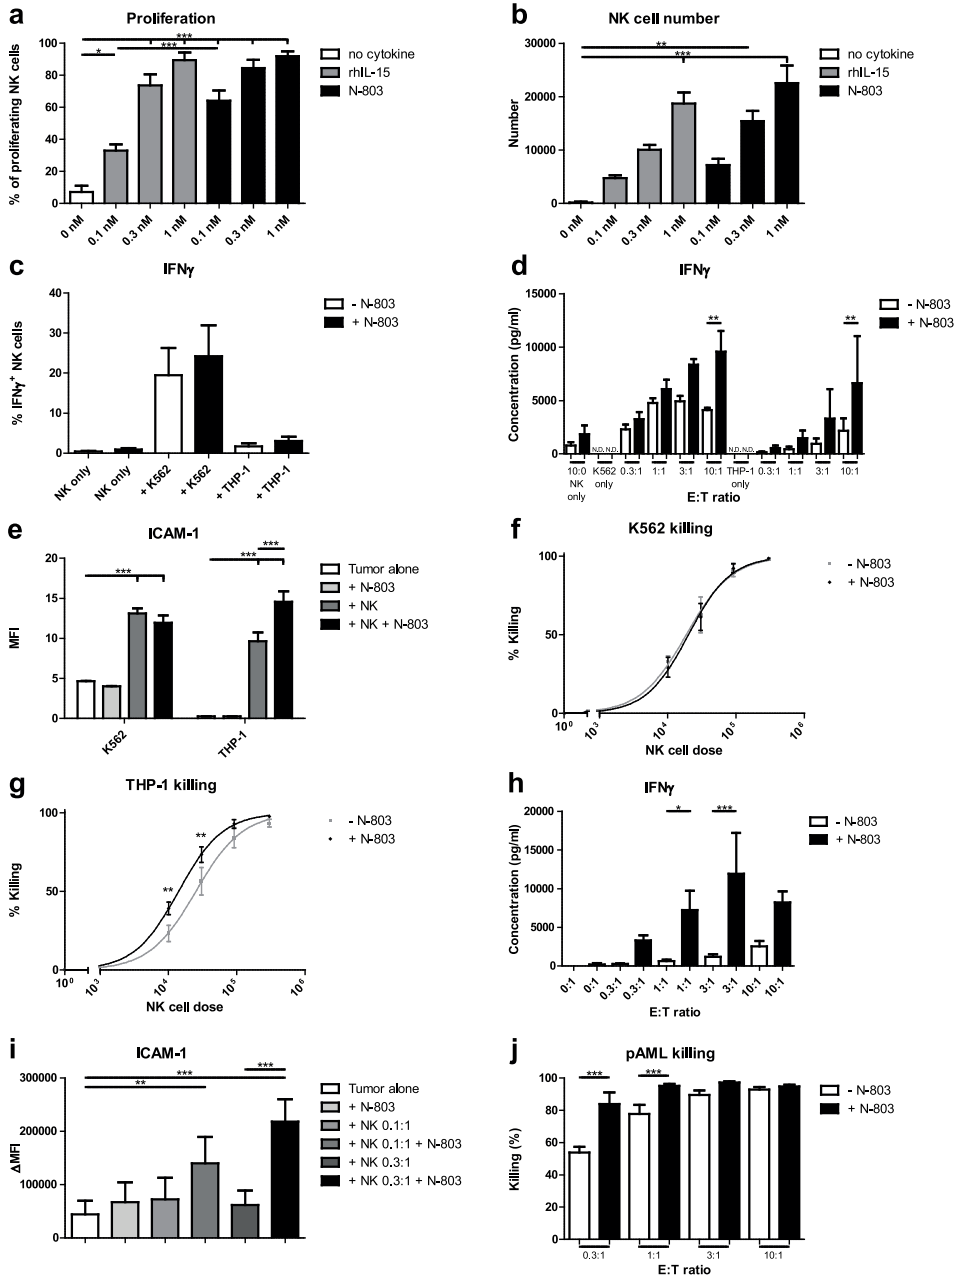 a
Proliferation
% of proliferating NK cells
100
80
60
40
20
0
***
* ***
0 nM 0.1 nM 0.3 nM 1 nM 0.1 nM 0.3 nM 1 nM
no cytokine
rhIL-15
N-803
b
NK cell number
Number
30000
20000
10000
0
**
***
0 nM 0.1 nM 0.3 nM 1 nM 0.1 nM 0.3 nM 1 nM
no cytokine
rhIL-15
N-803
c
IFNγ
% IFNγ+ NK cells
40
30
20
10
0
NK only NK only + K562 + K562 + THP-1 + THP-1
- N-803
+ N-803
d
IFNγ
Concentration (pg/ml)
15000
10000
5000
0
** **
N.D. N.D. N.D. N.D.
10:0 K562 0.3:1 1:1 3:1 10:1 THP-1 0.3:1 1:1 3:1 10:1
NK only only
only
E:T ratio
- N-803
+ N-803
e
ICAM-1
MFI
20
15
10
5
0
***
*** ***
K562 THP-1
Tumor alone
+ N-803
+ NK
+ NK + N-803
f
K562 killing
% Killing
100
50
0
10⁰ 10³ 10⁴ 10⁵ 10⁶
NK cell dose
- N-803
+ N-803
g
THP-1 killing
% Killing
100
50
0
**
**
10⁰ 10³ 10⁴ 10⁵ 10⁶
NK cell dose
- N-803
+ N-803
h
IFNγ
Concentration (pg/ml)
20000
15000
10000
5000
0
* ***
0:1 0:1 0.3:1 0.3:1 1:1 1:1 3:1 3:1 10:1 10:1
E:T ratio
- N-803
+ N-803
i
ICAM-1
ΔMFI
300000
200000
100000
0
***
***
**
Tumor alone
+ N-803
+ NK 0.1:1
+ NK 0.1:1 + N-803
+ NK 0.3:1
+ NK 0.3:1 + N-803
j
pAML killing
Killing (%)
100
80
60
40
20
0
*** ***
0.3:1 1:1 3:1 10:1
E:T ratio
- N-803
+ N-803